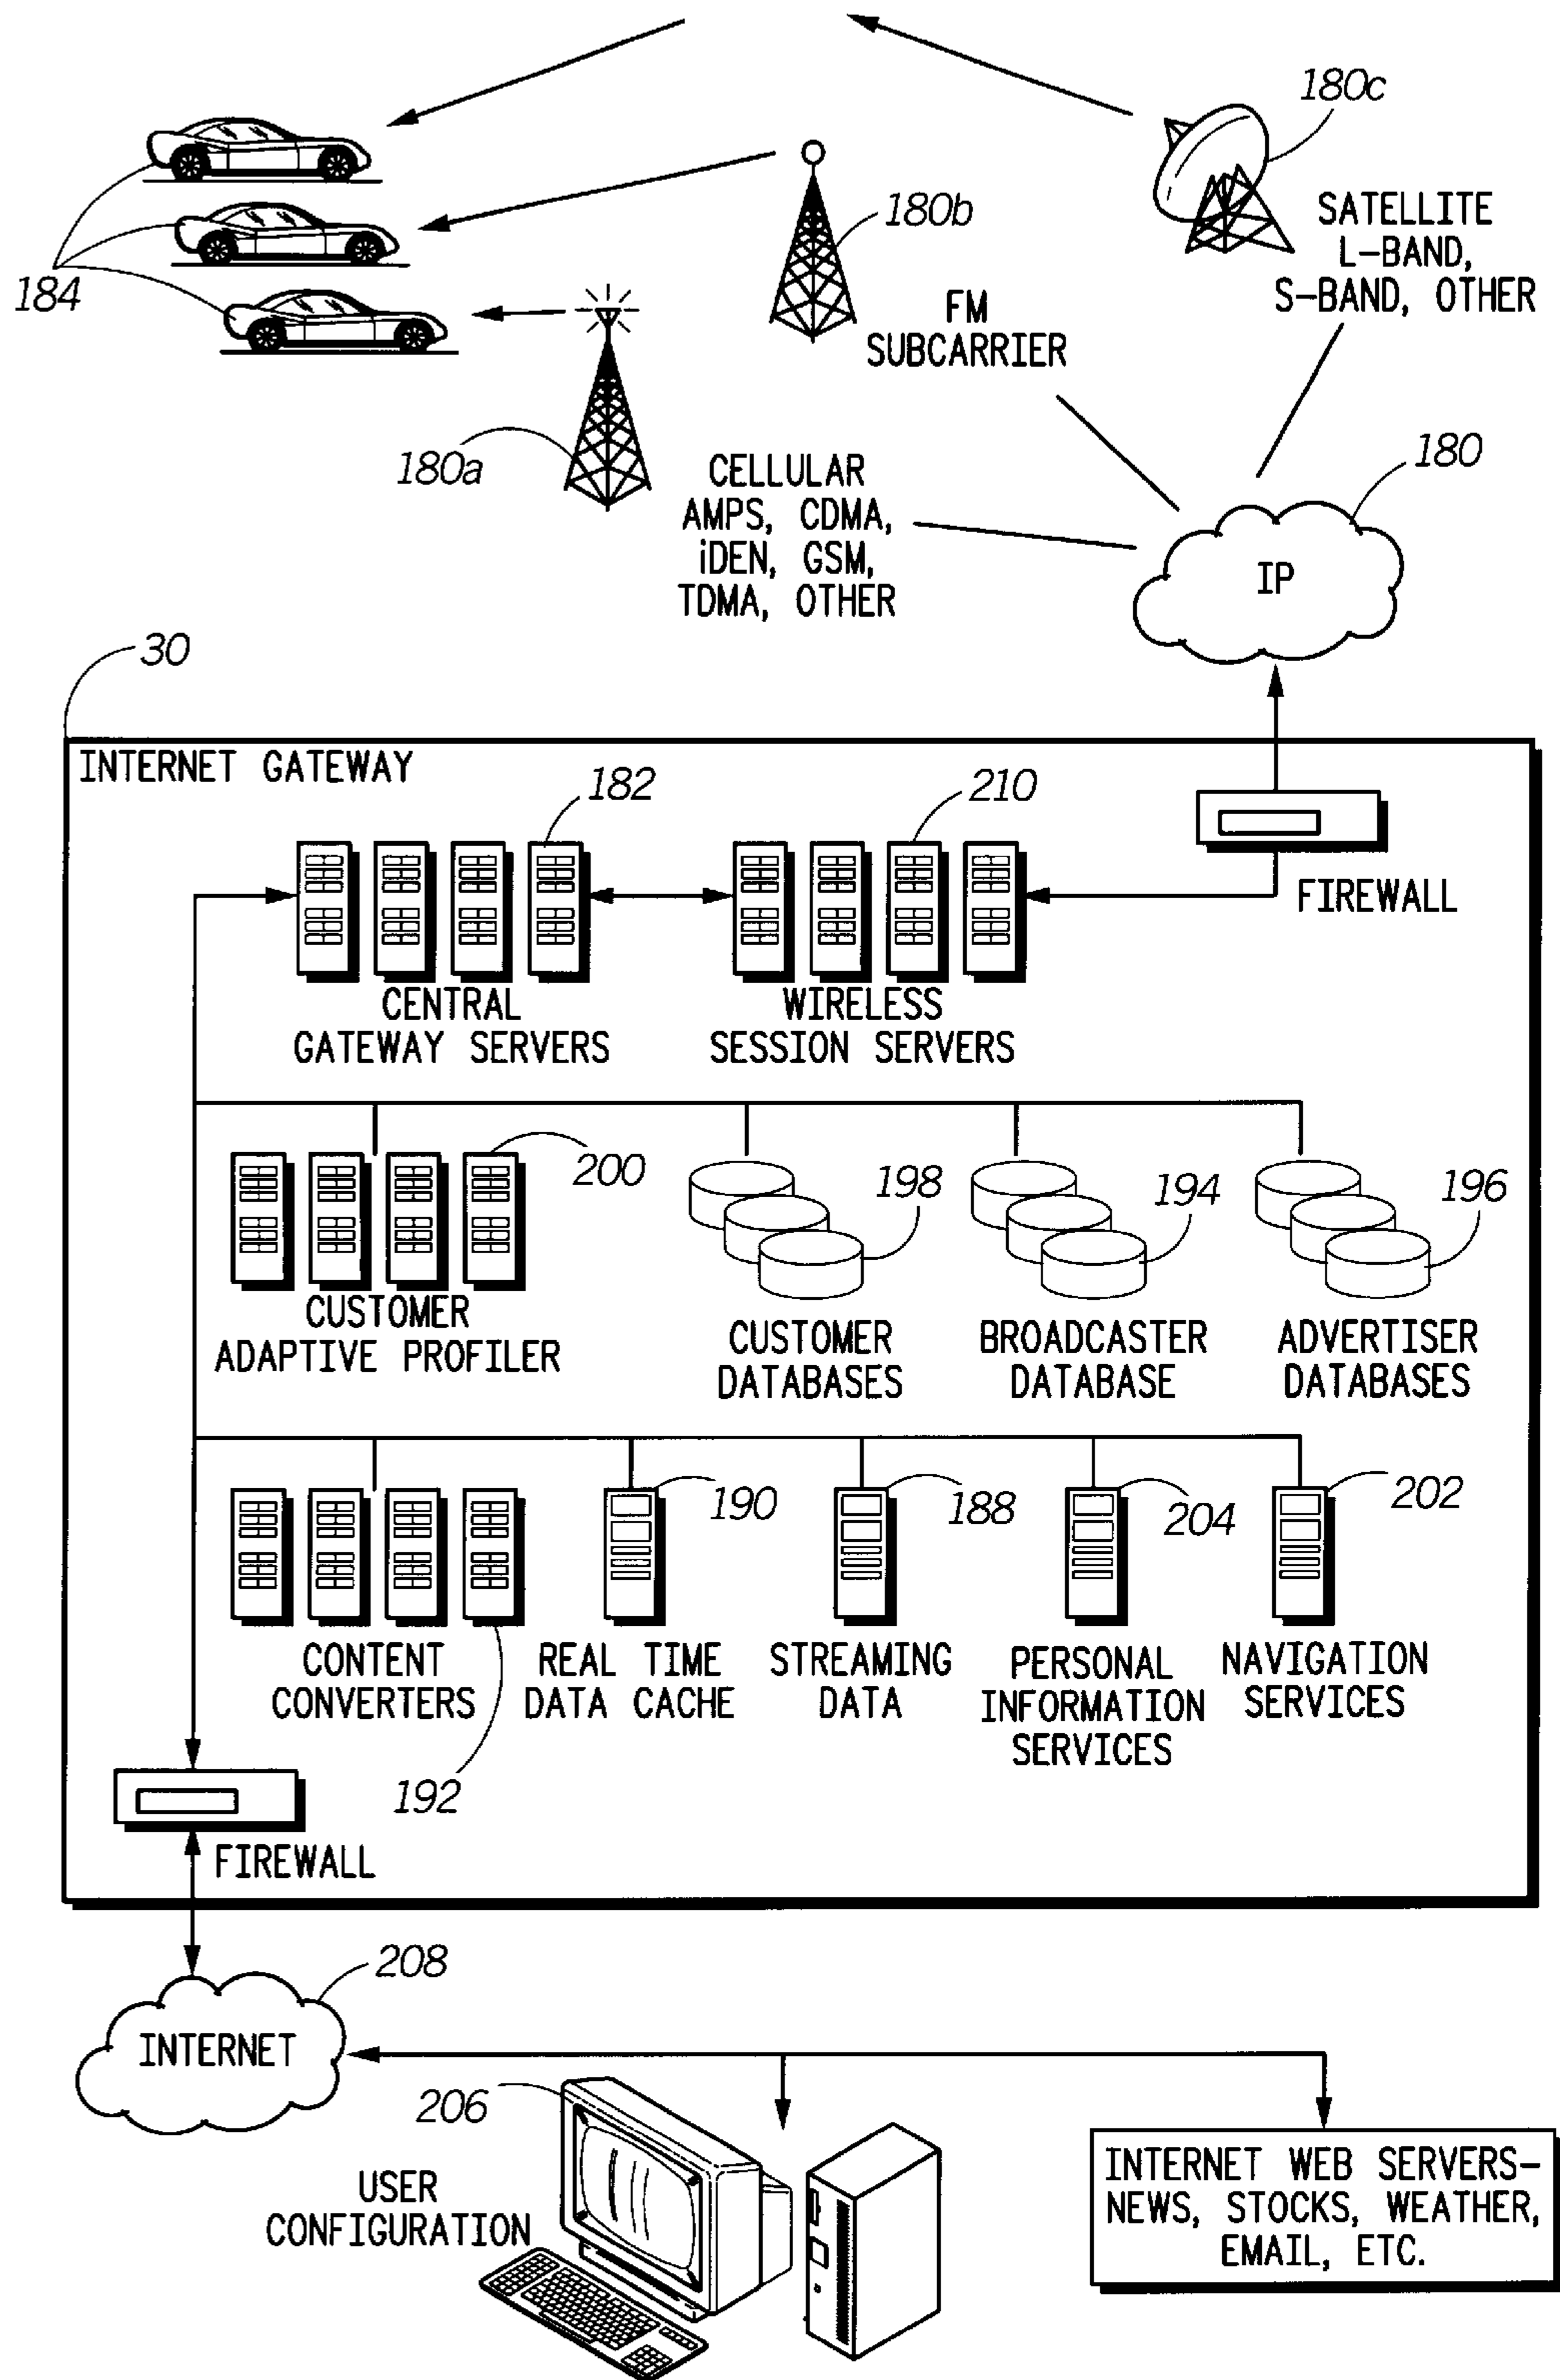 180c
180b
SATELLITE
L-BAND,
S-BAND, OTHER
184
FM
SUBCARRIER
180a
180
CELLULAR
AMPS, CDMA,
iDEN, GSM,
TDMA, OTHER
IP
30
INTERNET GATEWAY
182
210
FIREWALL
CENTRAL
GATEWAY SERVERS
WIRELESS
SESSION SERVERS
200
198
194
196
CUSTOMER
ADAPTIVE PROFILER
CUSTOMER
DATABASES
BROADCASTER
DATABASE
ADVERTISER
DATABASES
190
188
204
202
CONTENT
CONVERTERS
REAL TIME
DATA CACHE
STREAMING
DATA
PERSONAL
INFORMATION
SERVICES
NAVIGATION
SERVICES
192
FIREWALL
208
INTERNET
206
USER
CONFIGURATION
INTERNET WEB SERVERS-
NEWS, STOCKS, WEATHER,
EMAIL, ETC.